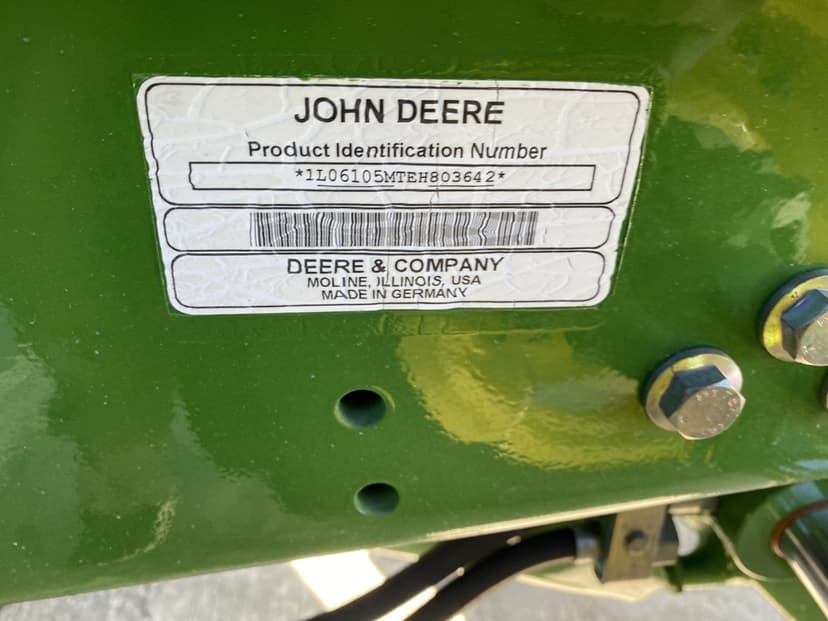 JOHN DEERE
Product Identification Number
*1L06105MTEH803642*
DEERE & COMPANY
MOLINE, ILLINOIS, USA
MADE IN GERMANY